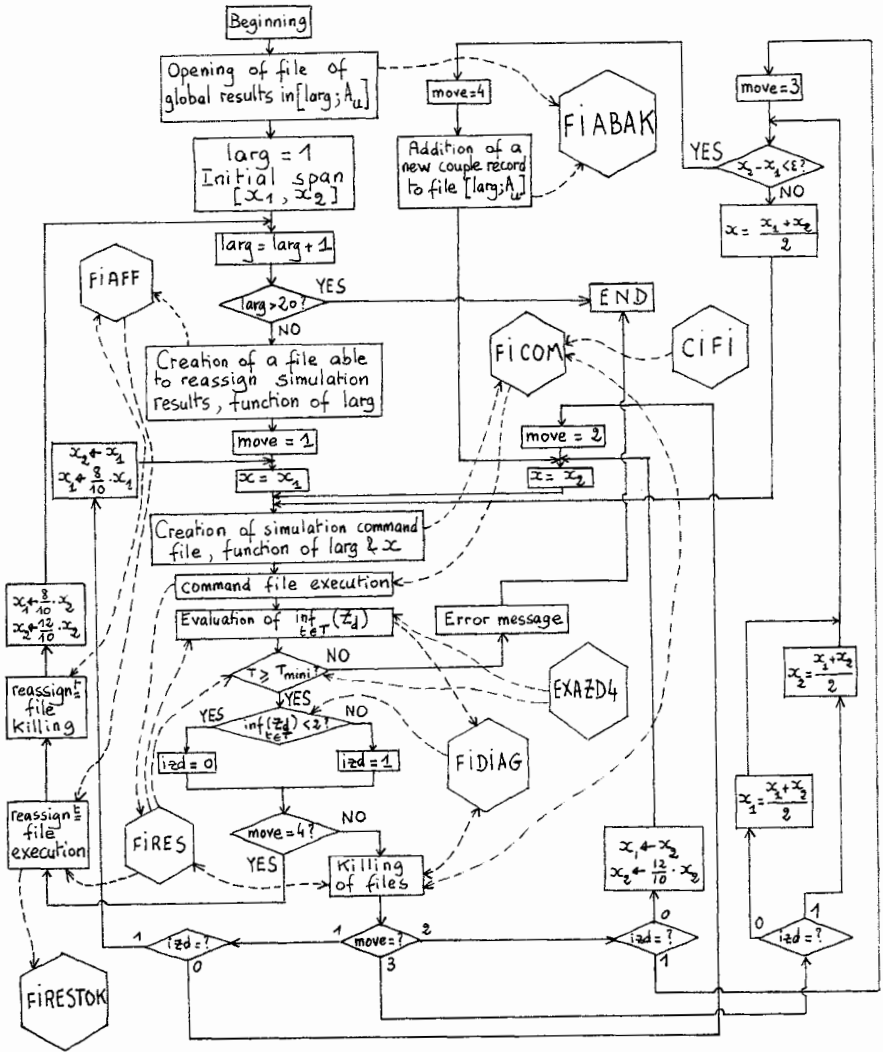 Beginning
Opening of file of
global results in [larg; Au]
move=4
FiABAK
move=3
larg = 1
Initial span
[x1, x2]
Addition of a
new couple record
to file [larg; Au]
YES
x2-x1<ε?
NO
x = x1+x2
2
larg = larg + 1
FiAFF
YES
larg>20?
NO
END
Creation of a file able
to reassign simulation
results, function of larg
FiCOM
CiFi
move = 1
move = 2
x2 ← x1
x1 ← 8/10 . x1
x = x1
x = x2
Creation of simulation command
file, function of larg & x
command file execution
x1 ← 8/10 . x2
x2 ← 12/10 . x2
Evaluation of inf (Zd)
t∈T
Error message
NO
T ≥ Tmini?
YES
x2 = x1+x2
2
EXAZD4
reassignt=
file
Killing
YES
inf(Zd)<2?
t∈T
NO
izd=0
izd=1
FiDiAG
x1 = x1+x2
2
reassignt=
file
execution
FiRES
move=4?
NO
YES
Killing
of files
x1 ← x2
x2 ← 12/10 . x2
1
izd=?
0
1
move=?
2
3
0
izd=?
1
0
1
izd=?
FiRESTOK